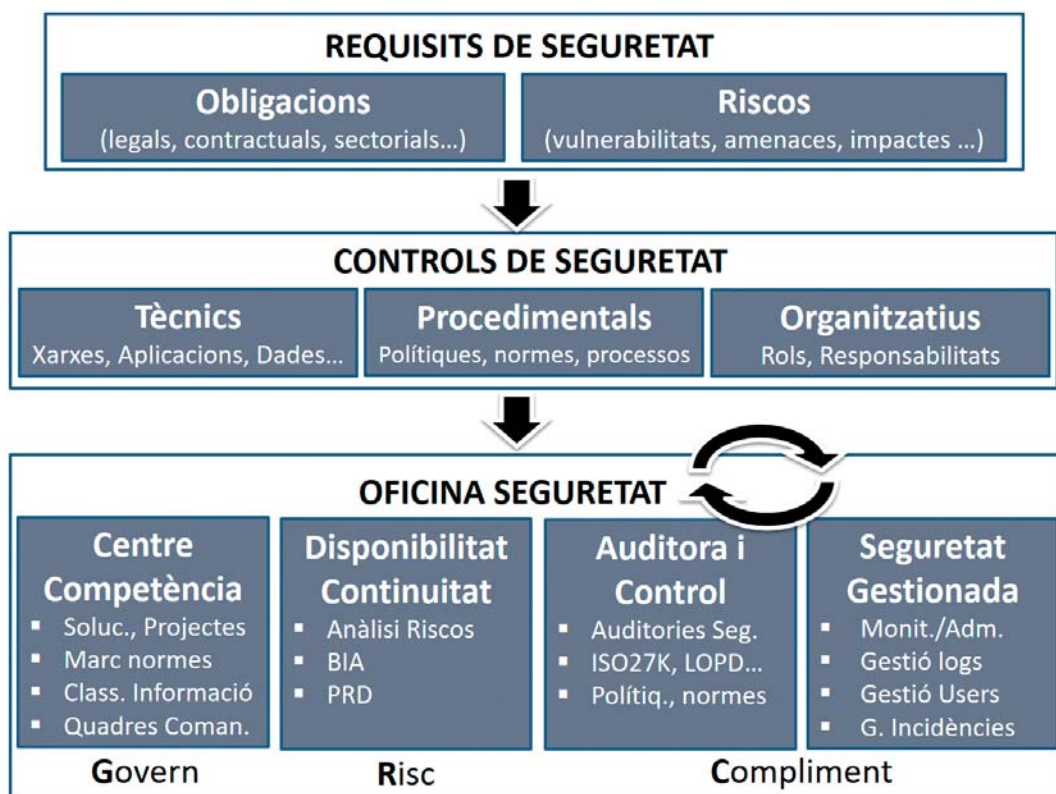 REQUISITS DE SEGURETAT
Obligacions
(legals, contractuals, sectorials...)
Riscos
(vulnerabilitats, amenaces, impactes ...)
CONTROLS DE SEGURETAT
Tècnics
Xarxes, Aplicacions, Dades...
Procedimentals
Polítiques, normes, processos
Organitzatius
Rols, Responsabilitats
OFICINA SEGURETAT
Centre
Competència
▪ Soluc., Projectes
▪ Marc normes
▪ Class. Informació
▪ Quadres Coman.
Disponibilitat
Continuitat
▪ Anàlisi Riscos
▪ BIA
▪ PRD
Auditora i
Control
▪ Auditories Seg.
▪ ISO27K, LOPD...
▪ Polítiq., normes
Seguretat
Gestionada
▪ Monit./Adm.
▪ Gestió logs
▪ Gestió Users
▪ G. Incidències
Govern
Risc
Compliment